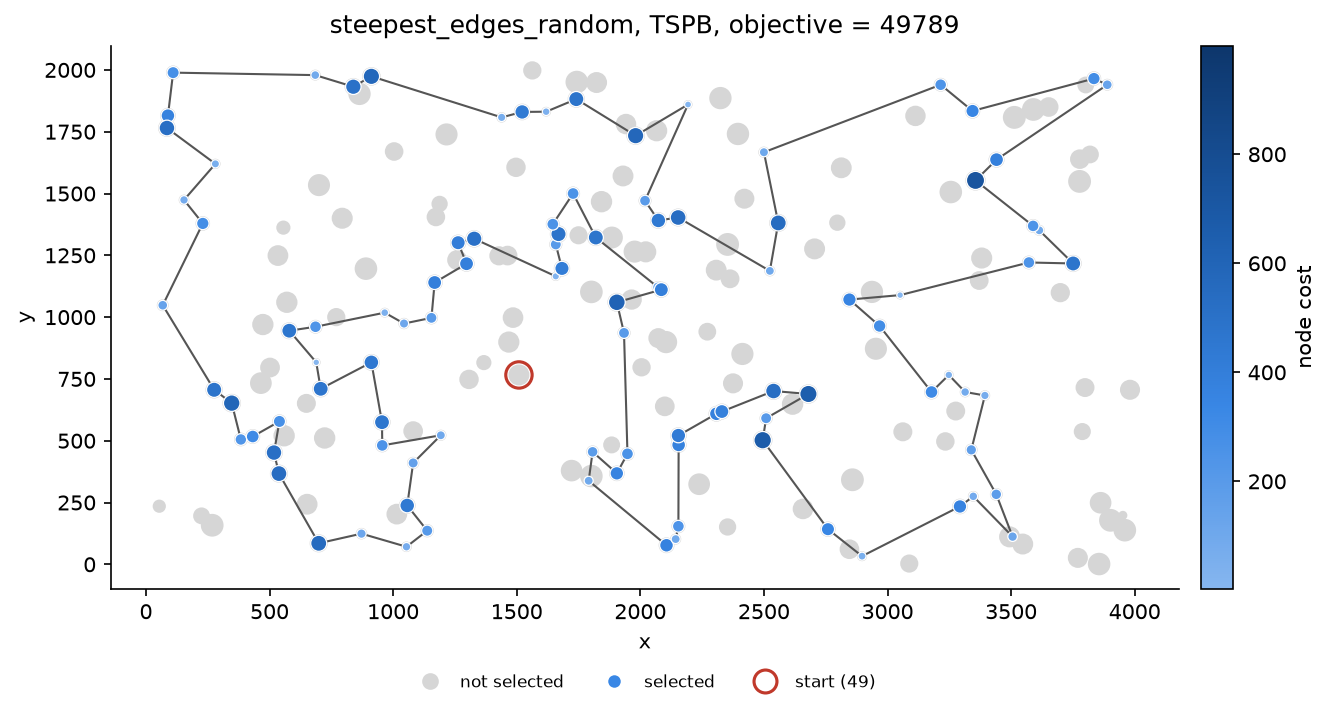 steepest_edges_random, TSPB, objective = 49789
2000
1750
1500
1250
1000
750
500
250
0
y
0 500 1000 1500 2000 2500 3000 3500 4000
x
800
600
400
200
node cost
not selected selected start (49)